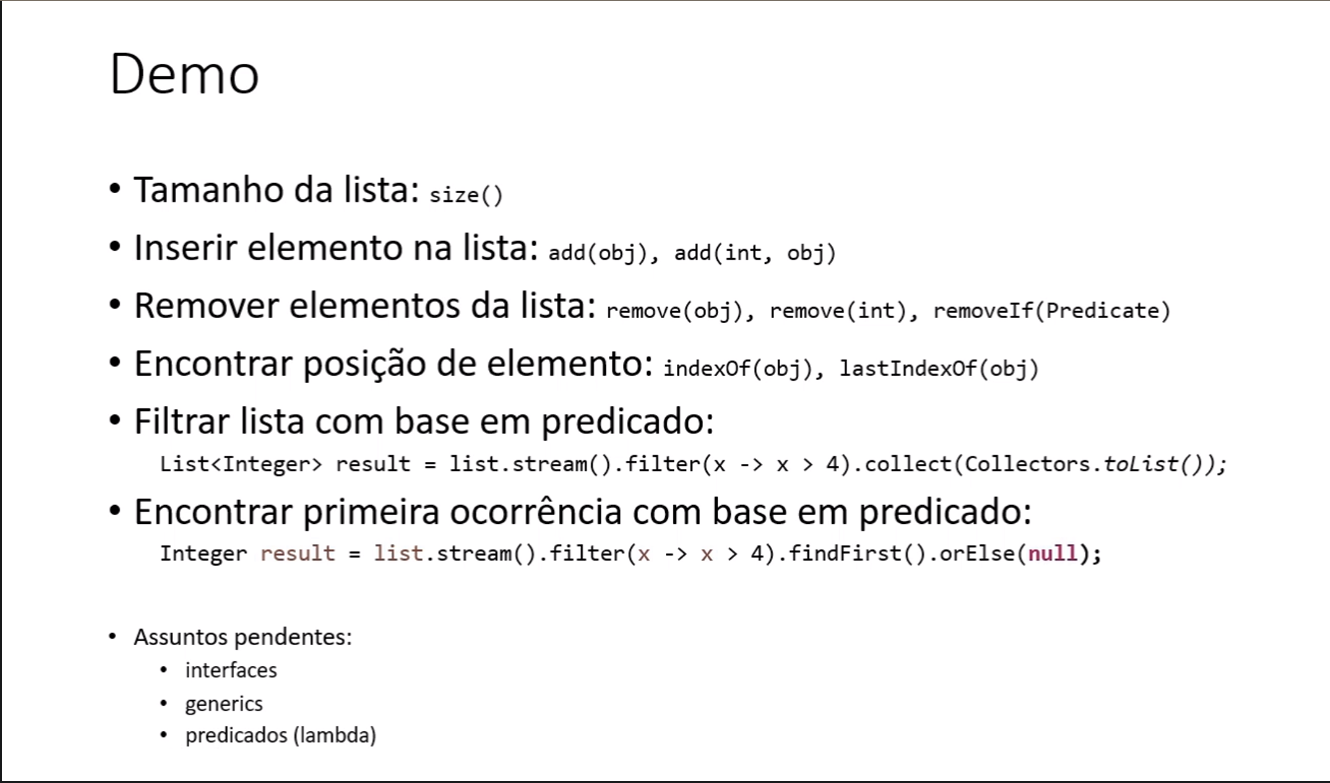 Demo
• Tamanho da lista: size()
• Inserir elemento na lista: add(obj), add(int, obj)
• Remover elementos da lista: remove(obj), remove(int), removeIf(Predicate)
• Encontrar posição de elemento: indexOf(obj), lastIndexOf(obj)
• Filtrar lista com base em predicado:
List<Integer> result = list.stream().filter(x -> x > 4).collect(Collectors.toList());
• Encontrar primeira ocorrência com base em predicado:
Integer result = list.stream().filter(x -> x > 4).findFirst().orElse(null);
• Assuntos pendentes:
• interfaces
• generics
• predicados (lambda)